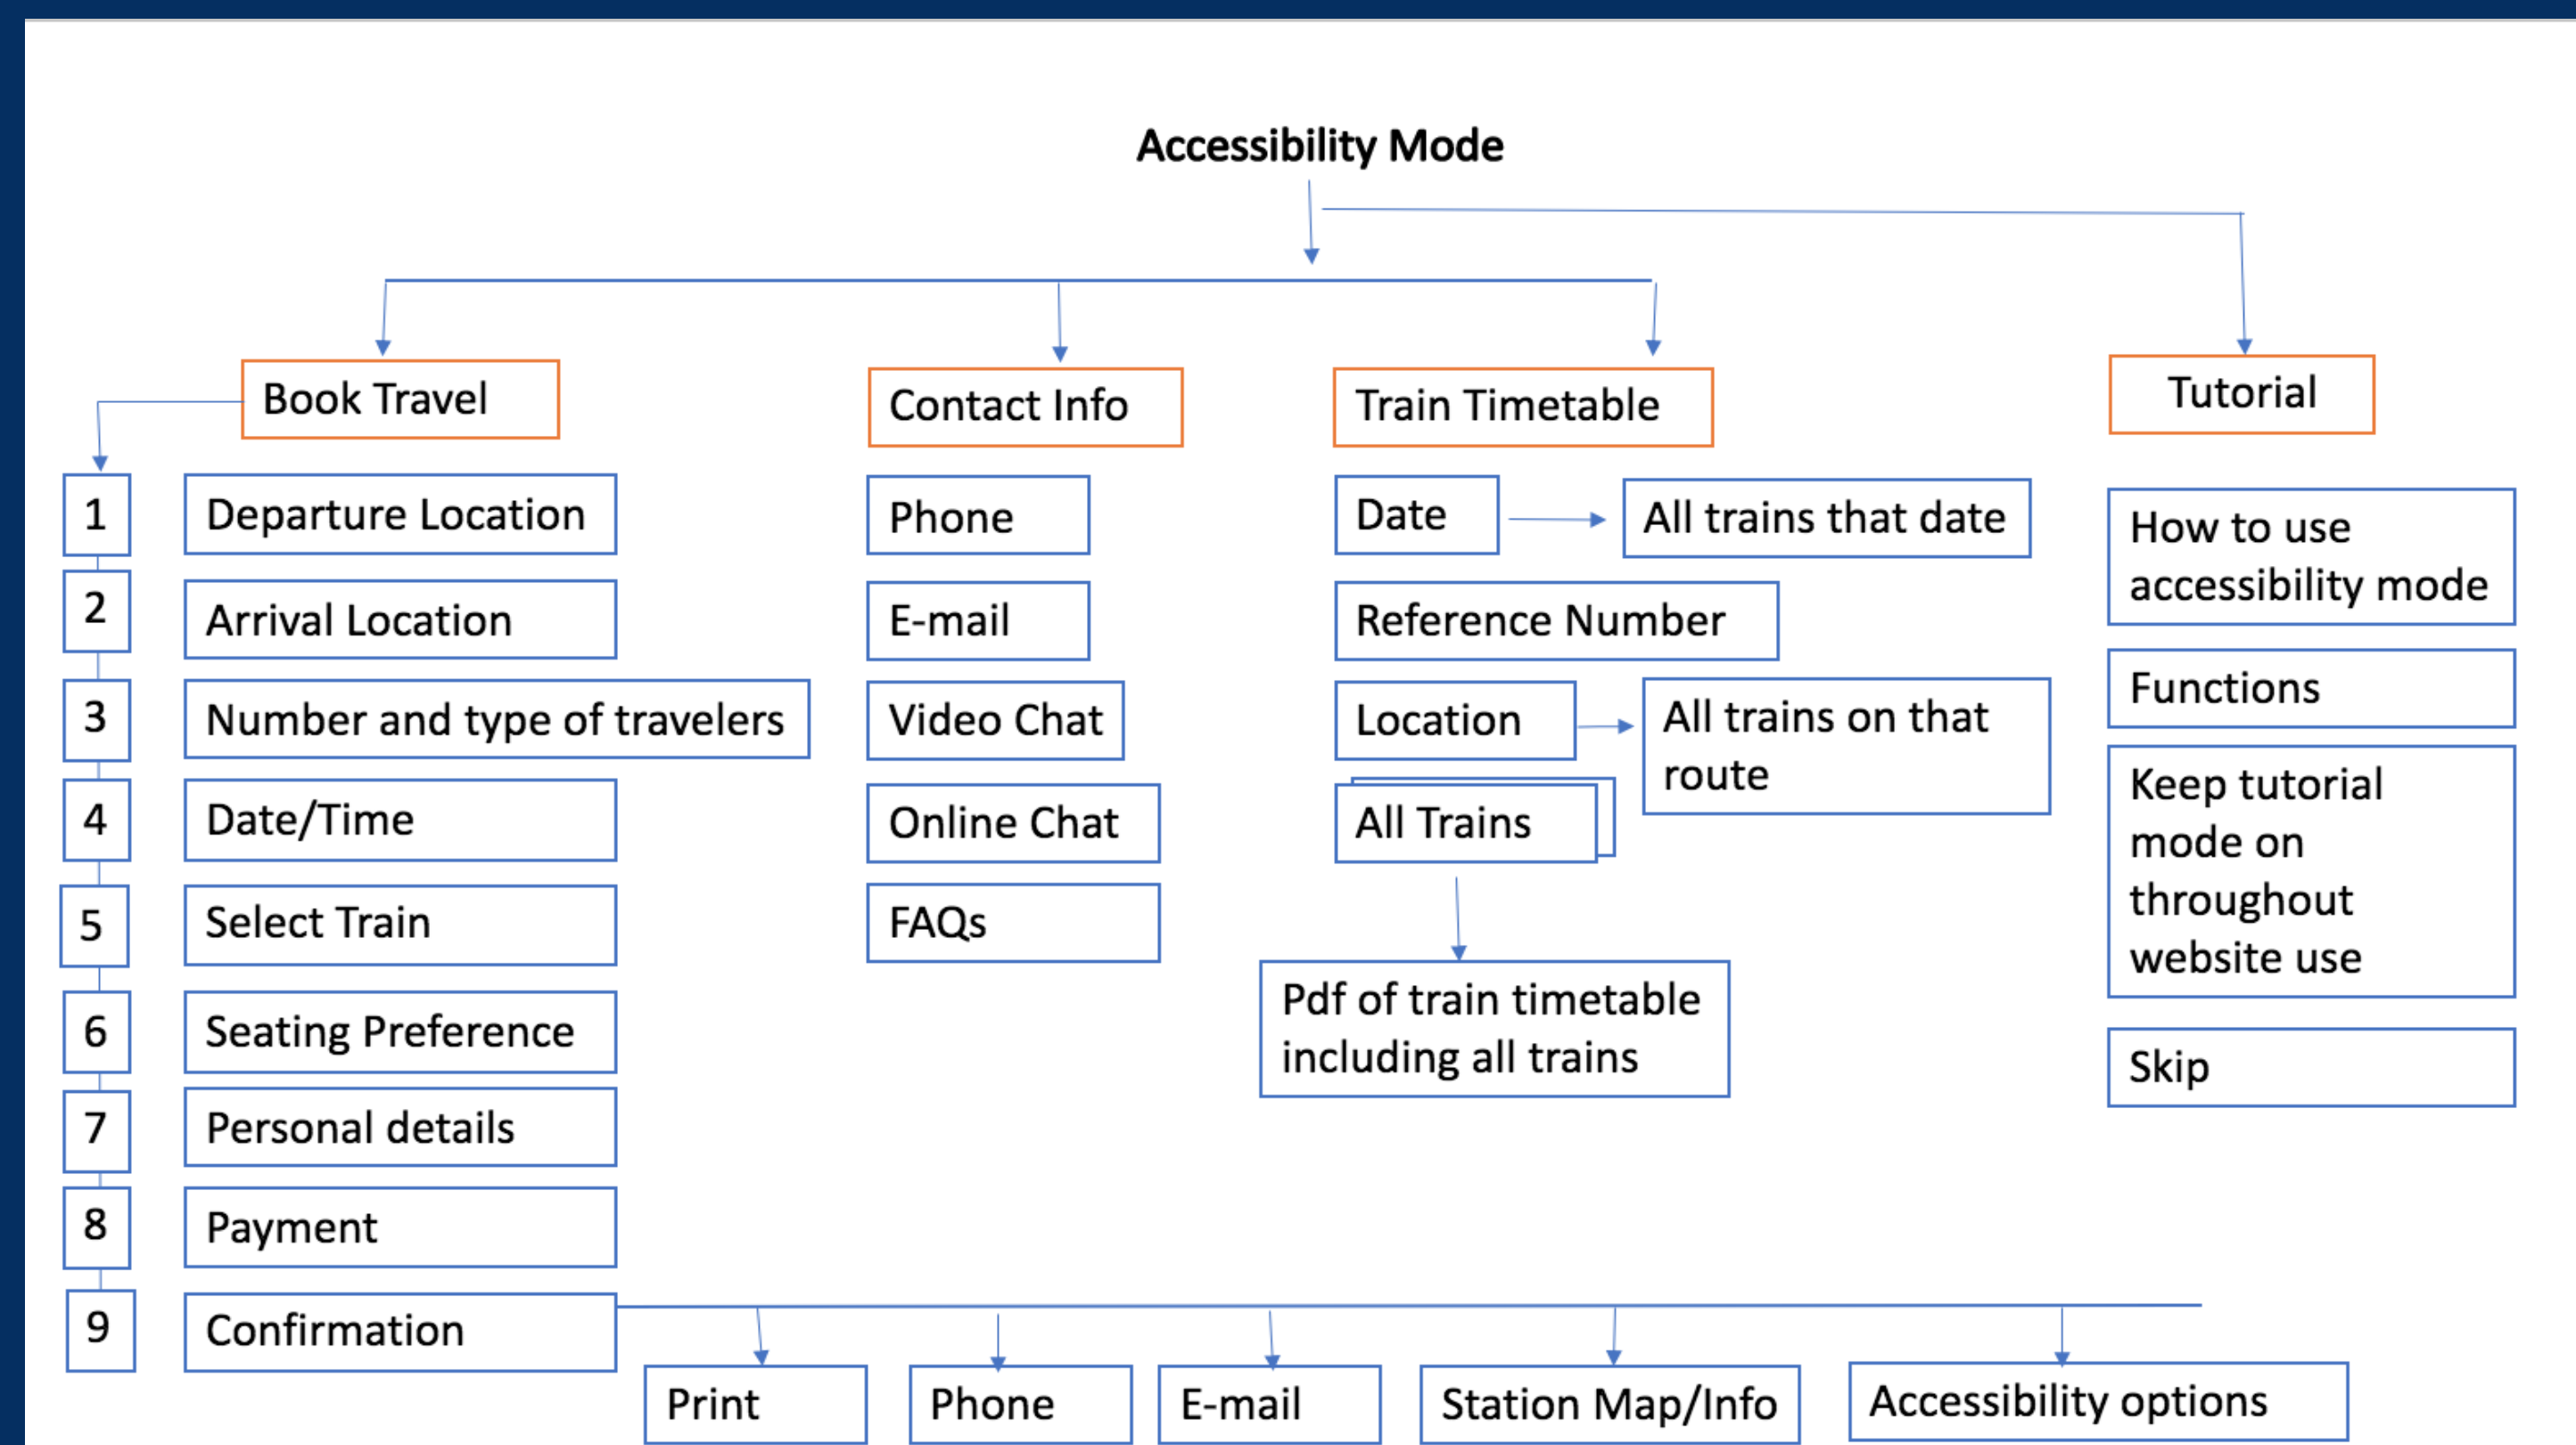 Accessibility Mode
Book Travel
1
Departure Location
2
Arrival Location
3
Number and type of travelers
4
Date/Time
5
Select Train
6
Seating Preference
7
Personal details
8
Payment
9
Confirmation
Print
Phone
E-mail
Station Map/Info
Accessibility options
Contact Info
Phone
E-mail
Video Chat
Online Chat
FAQs
Train Timetable
Date
All trains that date
Reference Number
Location
All trains on that
route
All Trains
Pdf of train timetable
including all trains
Tutorial
How to use
accessibility mode
Functions
Keep tutorial
mode on
throughout
website use
Skip